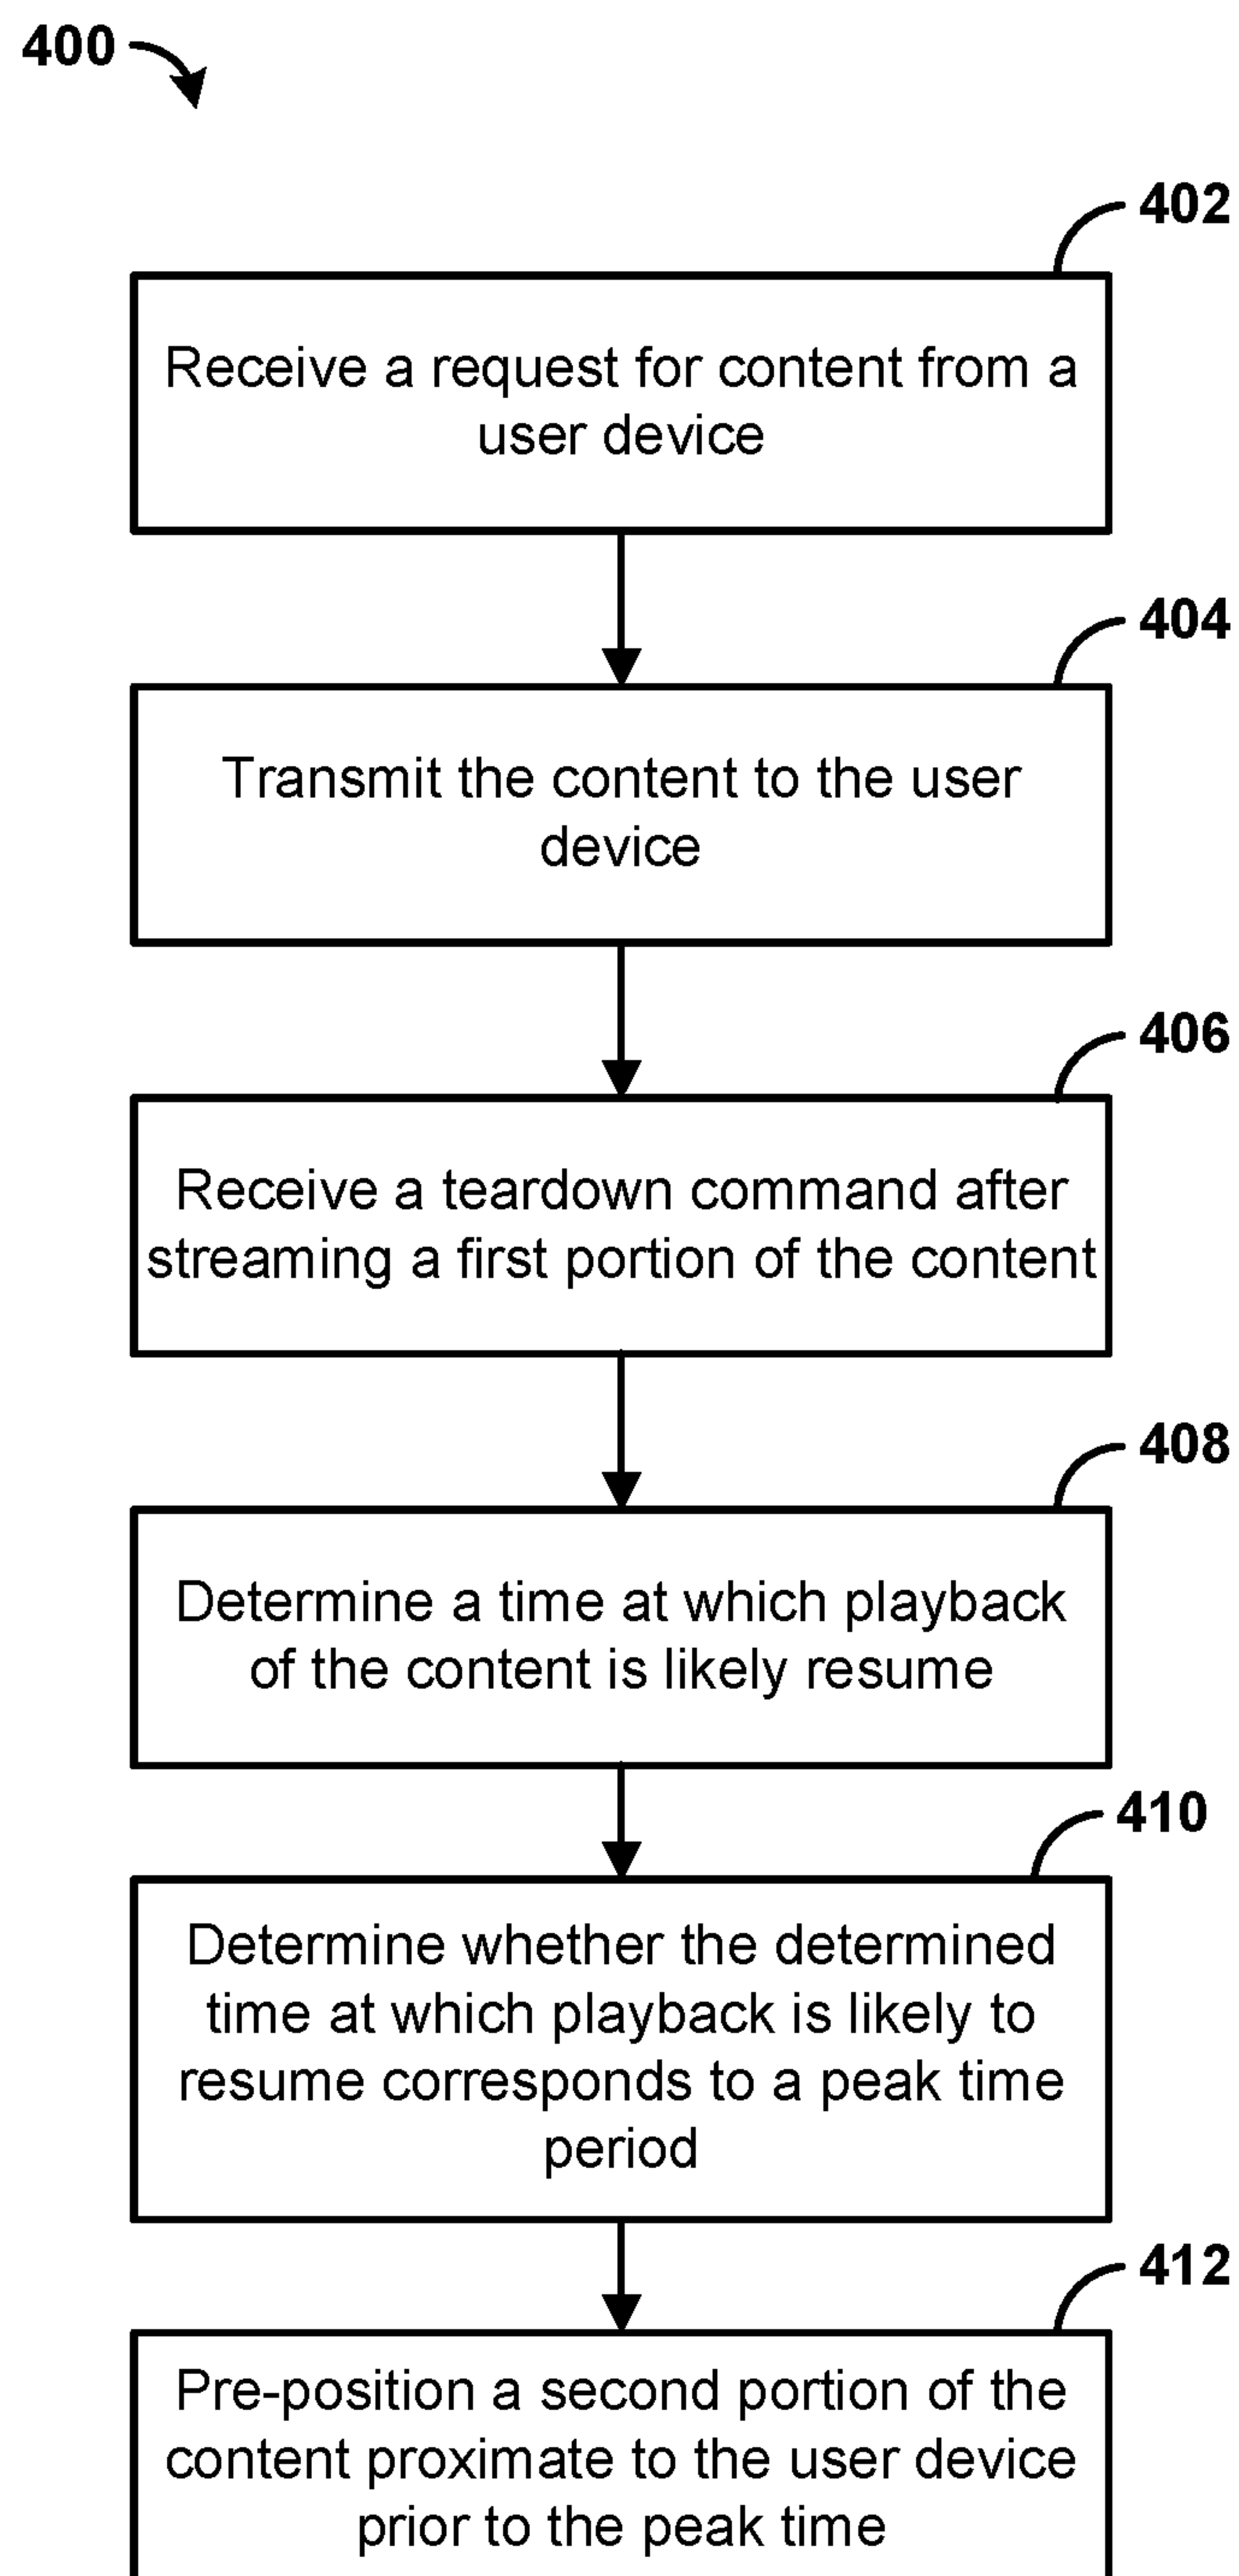 400
402
Receive a request for content from a
user device
404
Transmit the content to the user
device
406
Receive a teardown command after
streaming a first portion of the content
408
Determine a time at which playback
of the content is likely resume
410
Determine whether the determined
time at which playback is likely to
resume corresponds to a peak time
period
412
Pre-position a second portion of the
content proximate to the user device
prior to the peak time